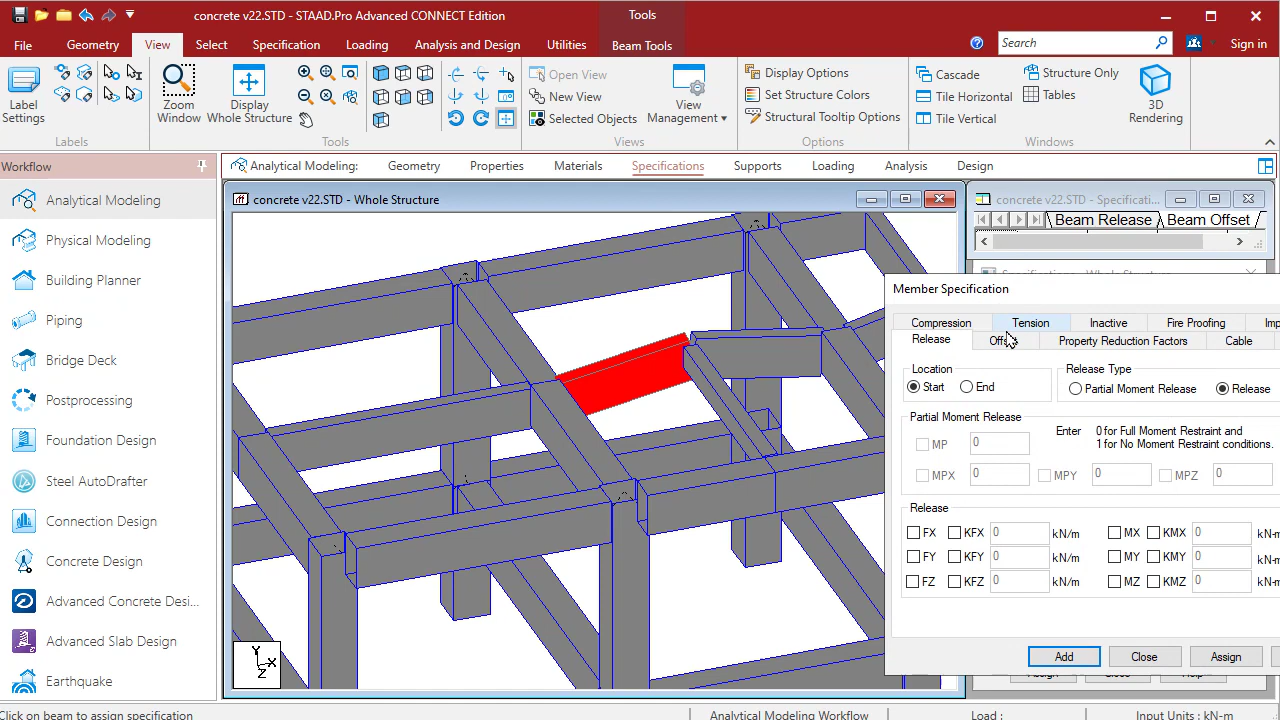 concrete v22.STD - STAAD.Pro Advanced CONNECT Edition
Tools
File
Geometry
View
Select
Specification
Loading
Analysis and Design
Utilities
Beam Tools
Search
Sign in
Label
Settings
Zoom
Window
Display
Whole Structure
Open View
New View
Selected Objects
View
Management
Display Options
Set Structure Colors
Structural Tooltip Options
Cascade
Tile Horizontal
Tile Vertical
Structure Only
Tables
3D
Rendering
Labels
Tools
Views
Options
Windows
Workflow
Analytical Modeling:
Geometry
Properties
Materials
Specifications
Supports
Loading
Analysis
Design
Analytical Modeling
Physical Modeling
Building Planner
Piping
Bridge Deck
Postprocessing
Foundation Design
Steel AutoDrafter
Connection Design
Concrete Design
Advanced Concrete Desi...
Advanced Slab Design
Earthquake
concrete v22.STD - Whole Structure
concrete v22.STD - Specificati...
Beam Release
Beam Offset
Y
X
Z
Member Specification
Compression
Tension
Inactive
Fire Proofing
Imp
Release
Property Reduction Factors
Cable
Location
Start
End
Release Type
Partial Moment Release
Release
Partial Moment Release
Enter
0 for Full Moment Restraint and
1 for No Moment Restraint conditions.
MP 0
MPX 0 MPY 0 MPZ 0
Release
FX KFX 0 kN/m MX KMX 0 kN-m
FY KFY 0 kN/m MY KMY 0 kN-m
FZ KFZ 0 kN/m MZ KMZ 0 kN-m
Add
Close
Assign
Click on beam to assign specification
Analytical Modeling Workflow
Load :
Input Units : kN-m